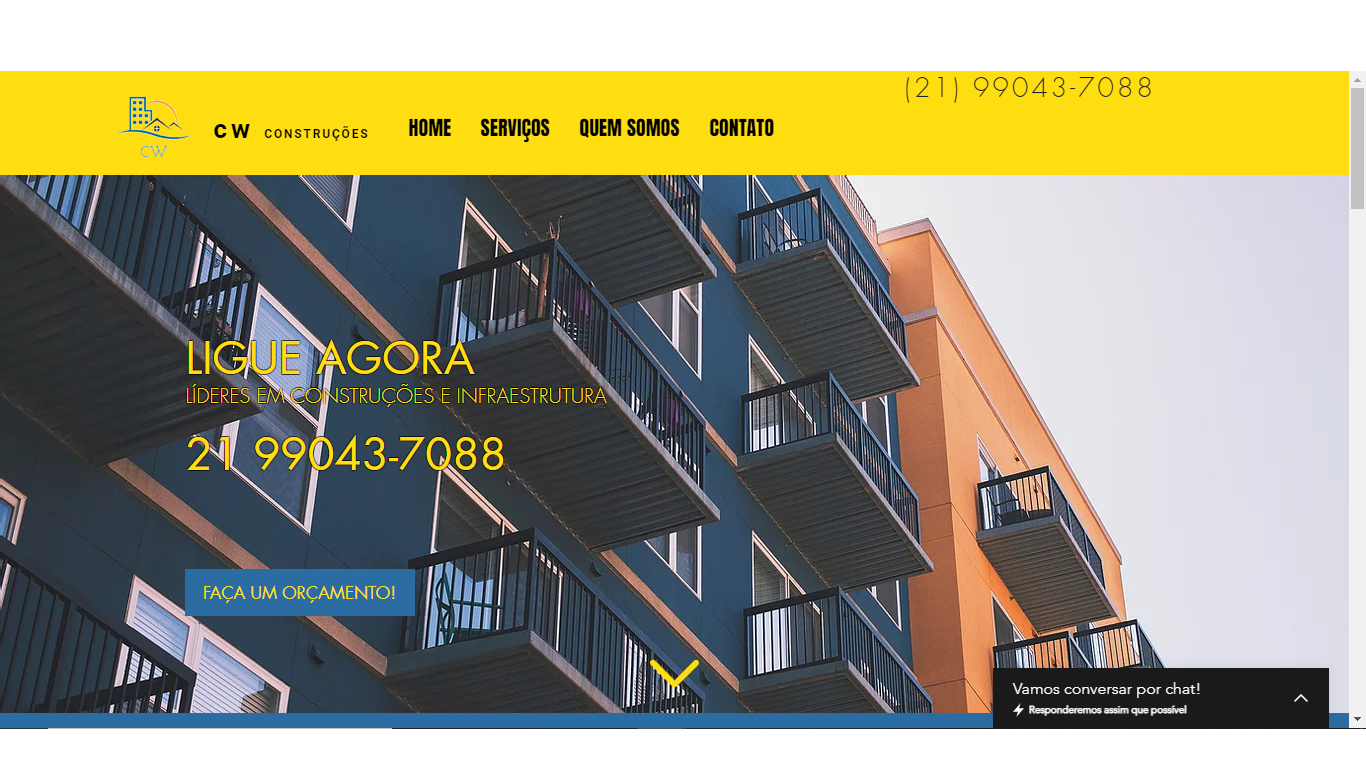 (21) 99043-7088
CW CONSTRUÇÕES HOME SERVIÇOS QUEM SOMOS CONTATO
CW
LIGUE AGORA
LÍDERES EM CONSTRUÇÕES E INFRAESTRUTURA
21 99043-7088
FAÇA UM ORÇAMENTO!
Vamos conversar por chat!
Responderemos assim que possível